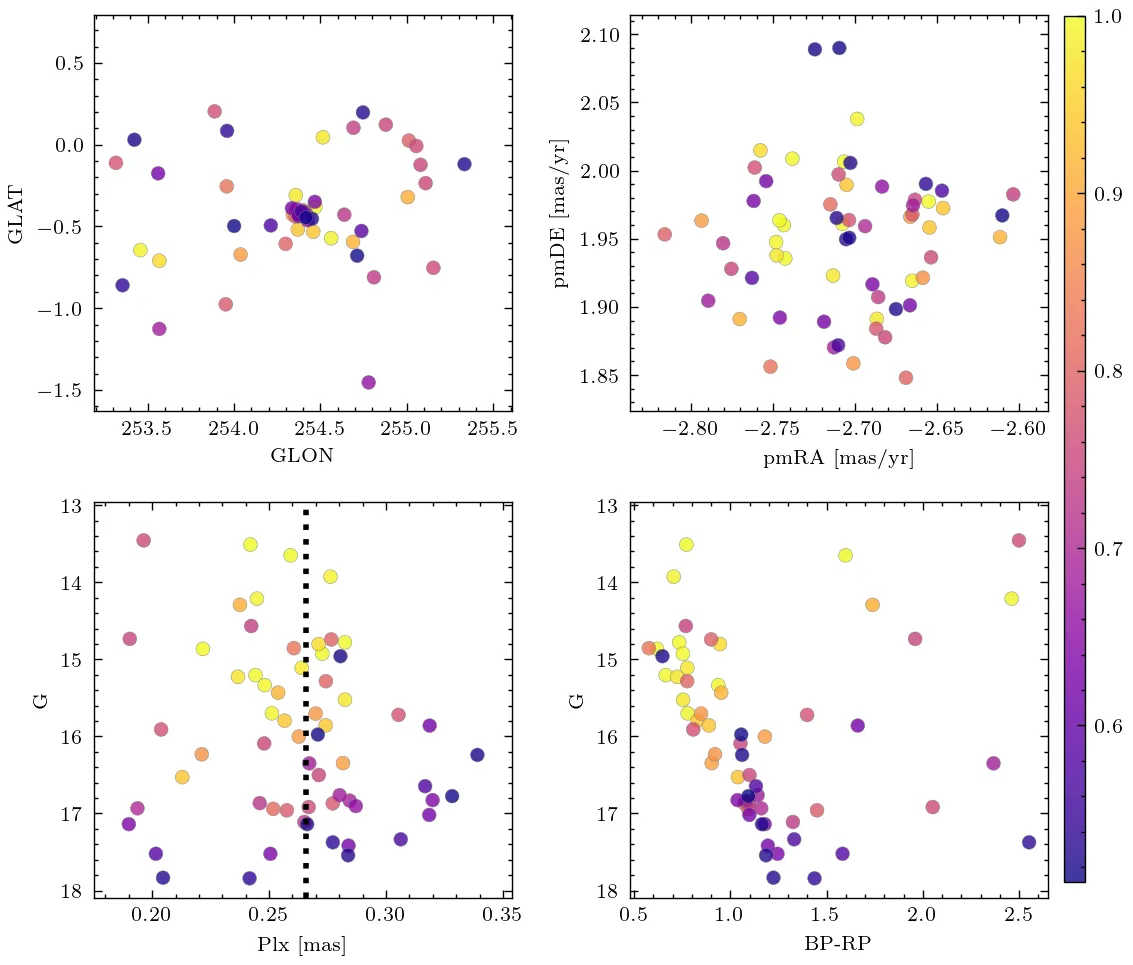 0.5
0.0
−0.5
−1.0
−1.5
GLAT
253.5 254.0 254.5 255.0 255.5
GLON
2.10
2.05
2.00
1.95
1.90
1.85
pmDE [mas/yr]
−2.80 −2.75 −2.70 −2.65 −2.60
pmRA [mas/yr]
1.0
0.9
0.8
0.7
0.6
13
14
15
16
17
18
G
0.20 0.25 0.30 0.35
Plx [mas]
13
14
15
16
17
18
G
0.5 1.0 1.5 2.0 2.5
BP-RP